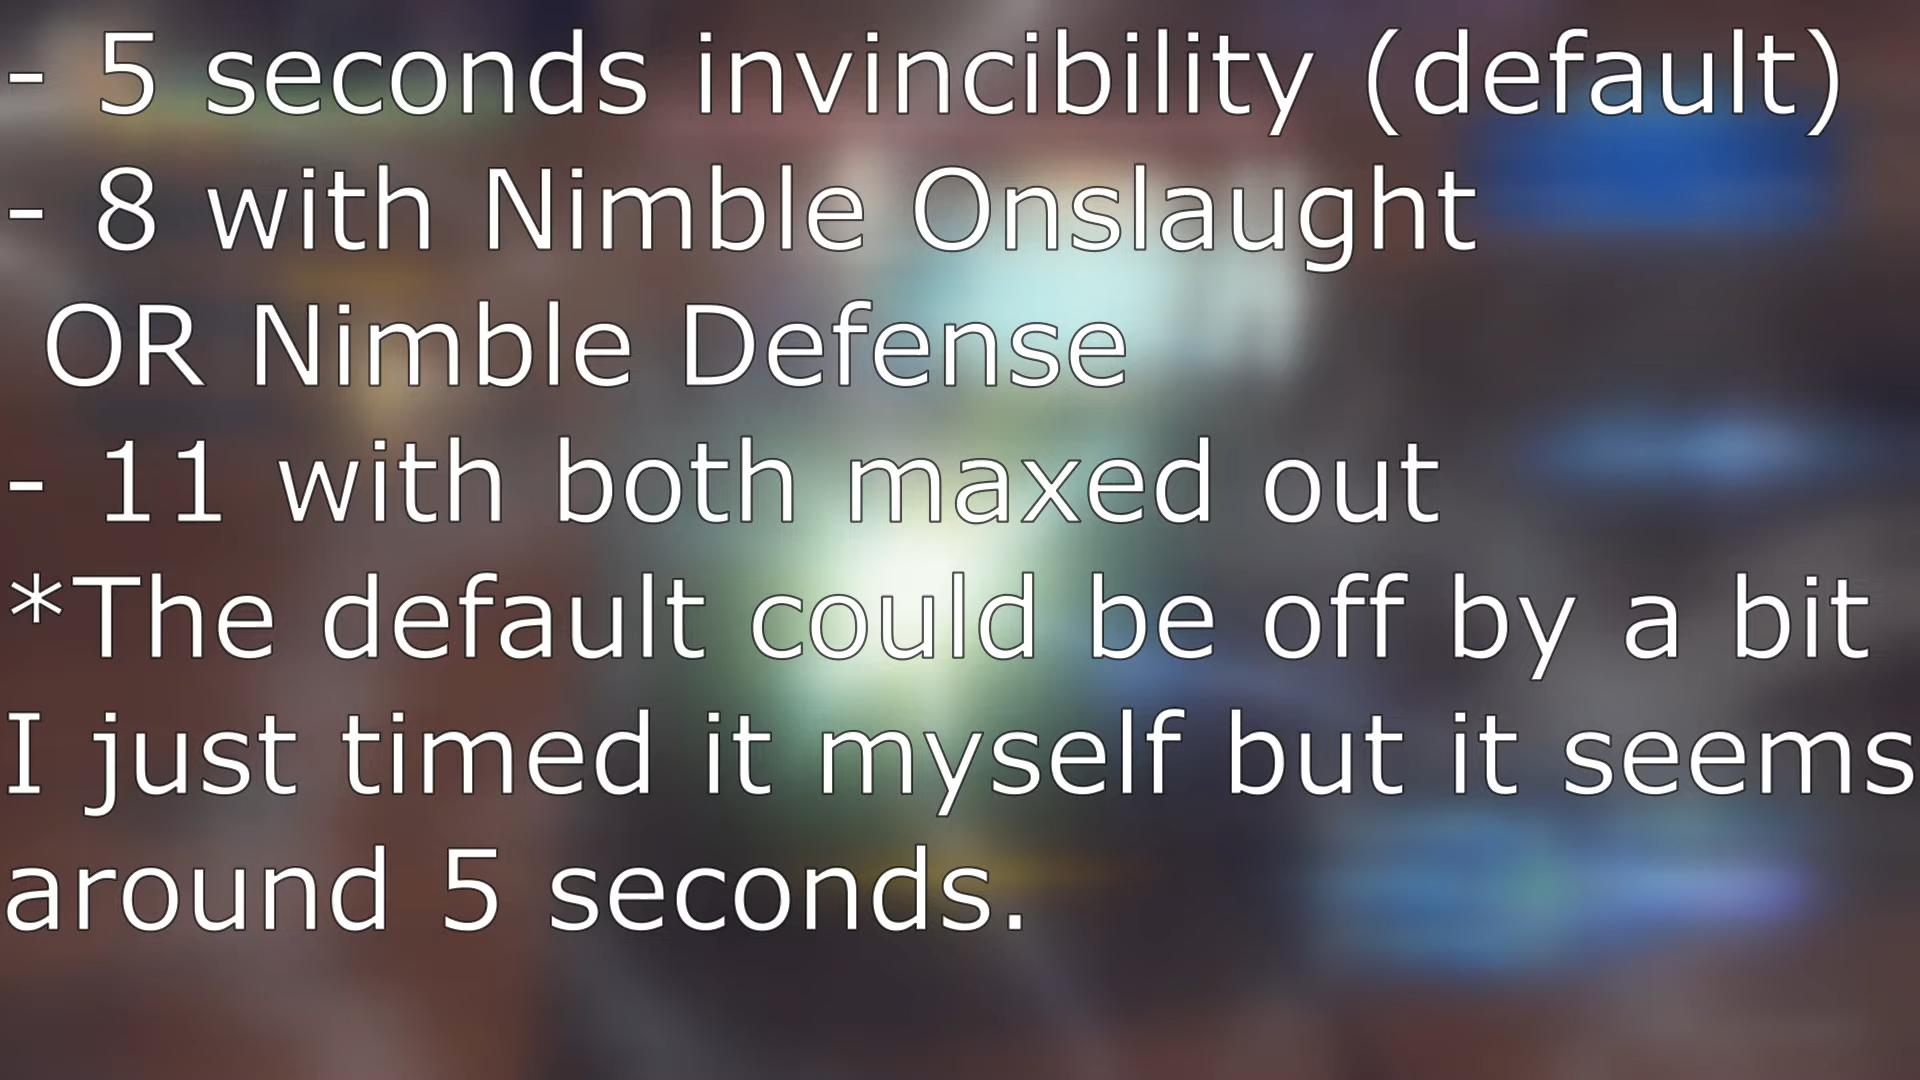 - 5 seconds invincibility (default)
- 8 with Nimble Onslaught
OR Nimble Defense
- 11 with both maxed out
*The default could be off by a bit
I just timed it myself but it seems
around 5 seconds.